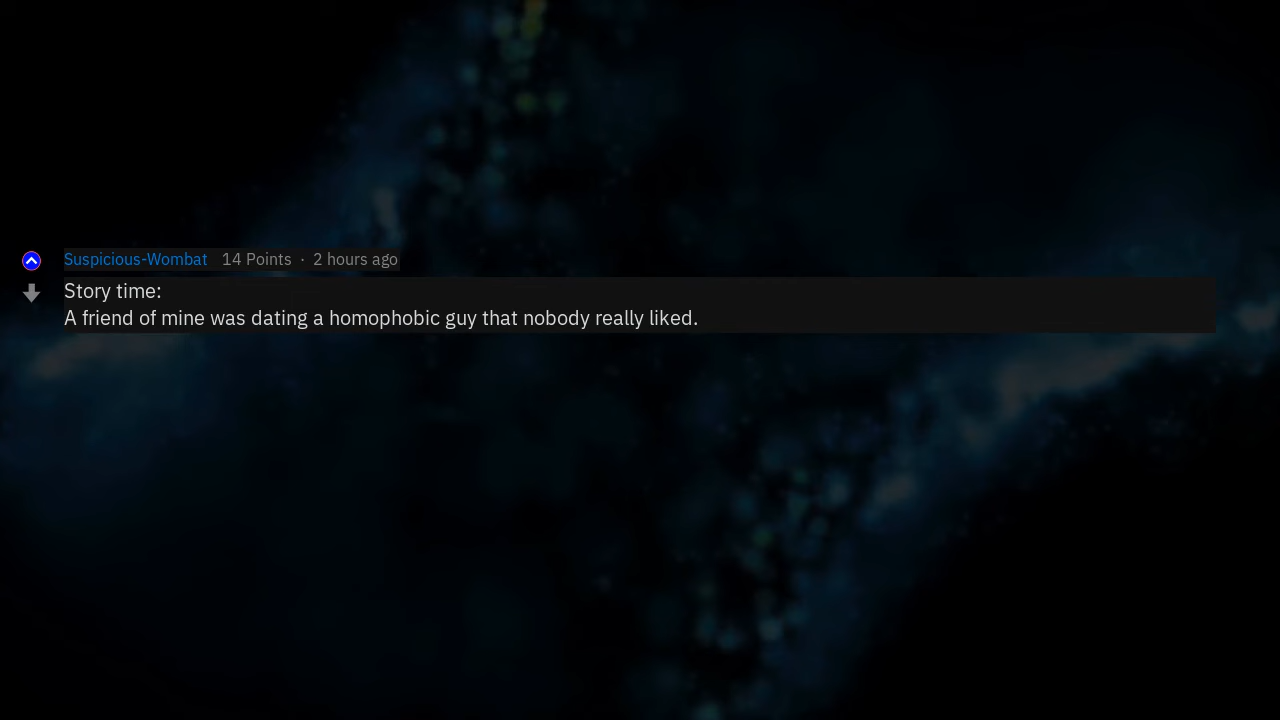 Suspicious-Wombat 14 Points · 2 hours ago
Story time:
A friend of mine was dating a homophobic guy that nobody really liked.